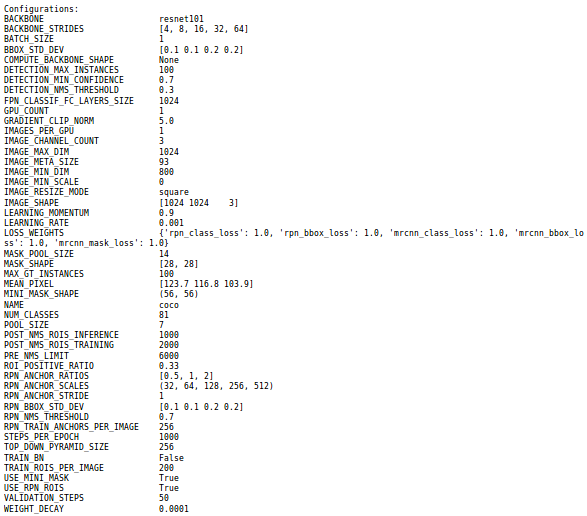 Configurations:
BACKBONE                       resnet101
BACKBONE_STRIDES               [4, 8, 16, 32, 64]
BATCH_SIZE                     1
BBOX_STD_DEV                   [0.1 0.1 0.2 0.2]
COMPUTE_BACKBONE_SHAPE         None
DETECTION_MAX_INSTANCES        100
DETECTION_MIN_CONFIDENCE       0.7
DETECTION_NMS_THRESHOLD        0.3
FPN_CLASSIF_FC_LAYERS_SIZE     1024
GPU_COUNT                      1
GRADIENT_CLIP_NORM             5.0
IMAGES_PER_GPU                 1
IMAGE_CHANNEL_COUNT            3
IMAGE_MAX_DIM                  1024
IMAGE_META_SIZE                93
IMAGE_MIN_DIM                  800
IMAGE_MIN_SCALE                0
IMAGE_RESIZE_MODE              square
IMAGE_SHAPE                    [1024 1024    3]
LEARNING_MOMENTUM              0.9
LEARNING_RATE                  0.001
LOSS_WEIGHTS                   {'rpn_class_loss': 1.0, 'rpn_bbox_loss': 1.0, 'mrcnn_class_loss': 1.0, 'mrcnn_bbox_lo
ss': 1.0, 'mrcnn_mask_loss': 1.0}
MASK_POOL_SIZE                 14
MASK_SHAPE                     [28, 28]
MAX_GT_INSTANCES               100
MEAN_PIXEL                     [123.7 116.8 103.9]
MINI_MASK_SHAPE                (56, 56)
NAME                           coco
NUM_CLASSES                    81
POOL_SIZE                      7
POST_NMS_ROIS_INFERENCE        1000
POST_NMS_ROIS_TRAINING         2000
PRE_NMS_LIMIT                  6000
ROI_POSITIVE_RATIO             0.33
RPN_ANCHOR_RATIOS              [0.5, 1, 2]
RPN_ANCHOR_SCALES              (32, 64, 128, 256, 512)
RPN_ANCHOR_STRIDE              1
RPN_BBOX_STD_DEV               [0.1 0.1 0.2 0.2]
RPN_NMS_THRESHOLD              0.7
RPN_TRAIN_ANCHORS_PER_IMAGE    256
STEPS_PER_EPOCH                1000
TOP_DOWN_PYRAMID_SIZE          256
TRAIN_BN                       False
TRAIN_ROIS_PER_IMAGE           200
USE_MINI_MASK                  True
USE_RPN_ROIS                   True
VALIDATION_STEPS               50
WEIGHT_DECAY                   0.0001